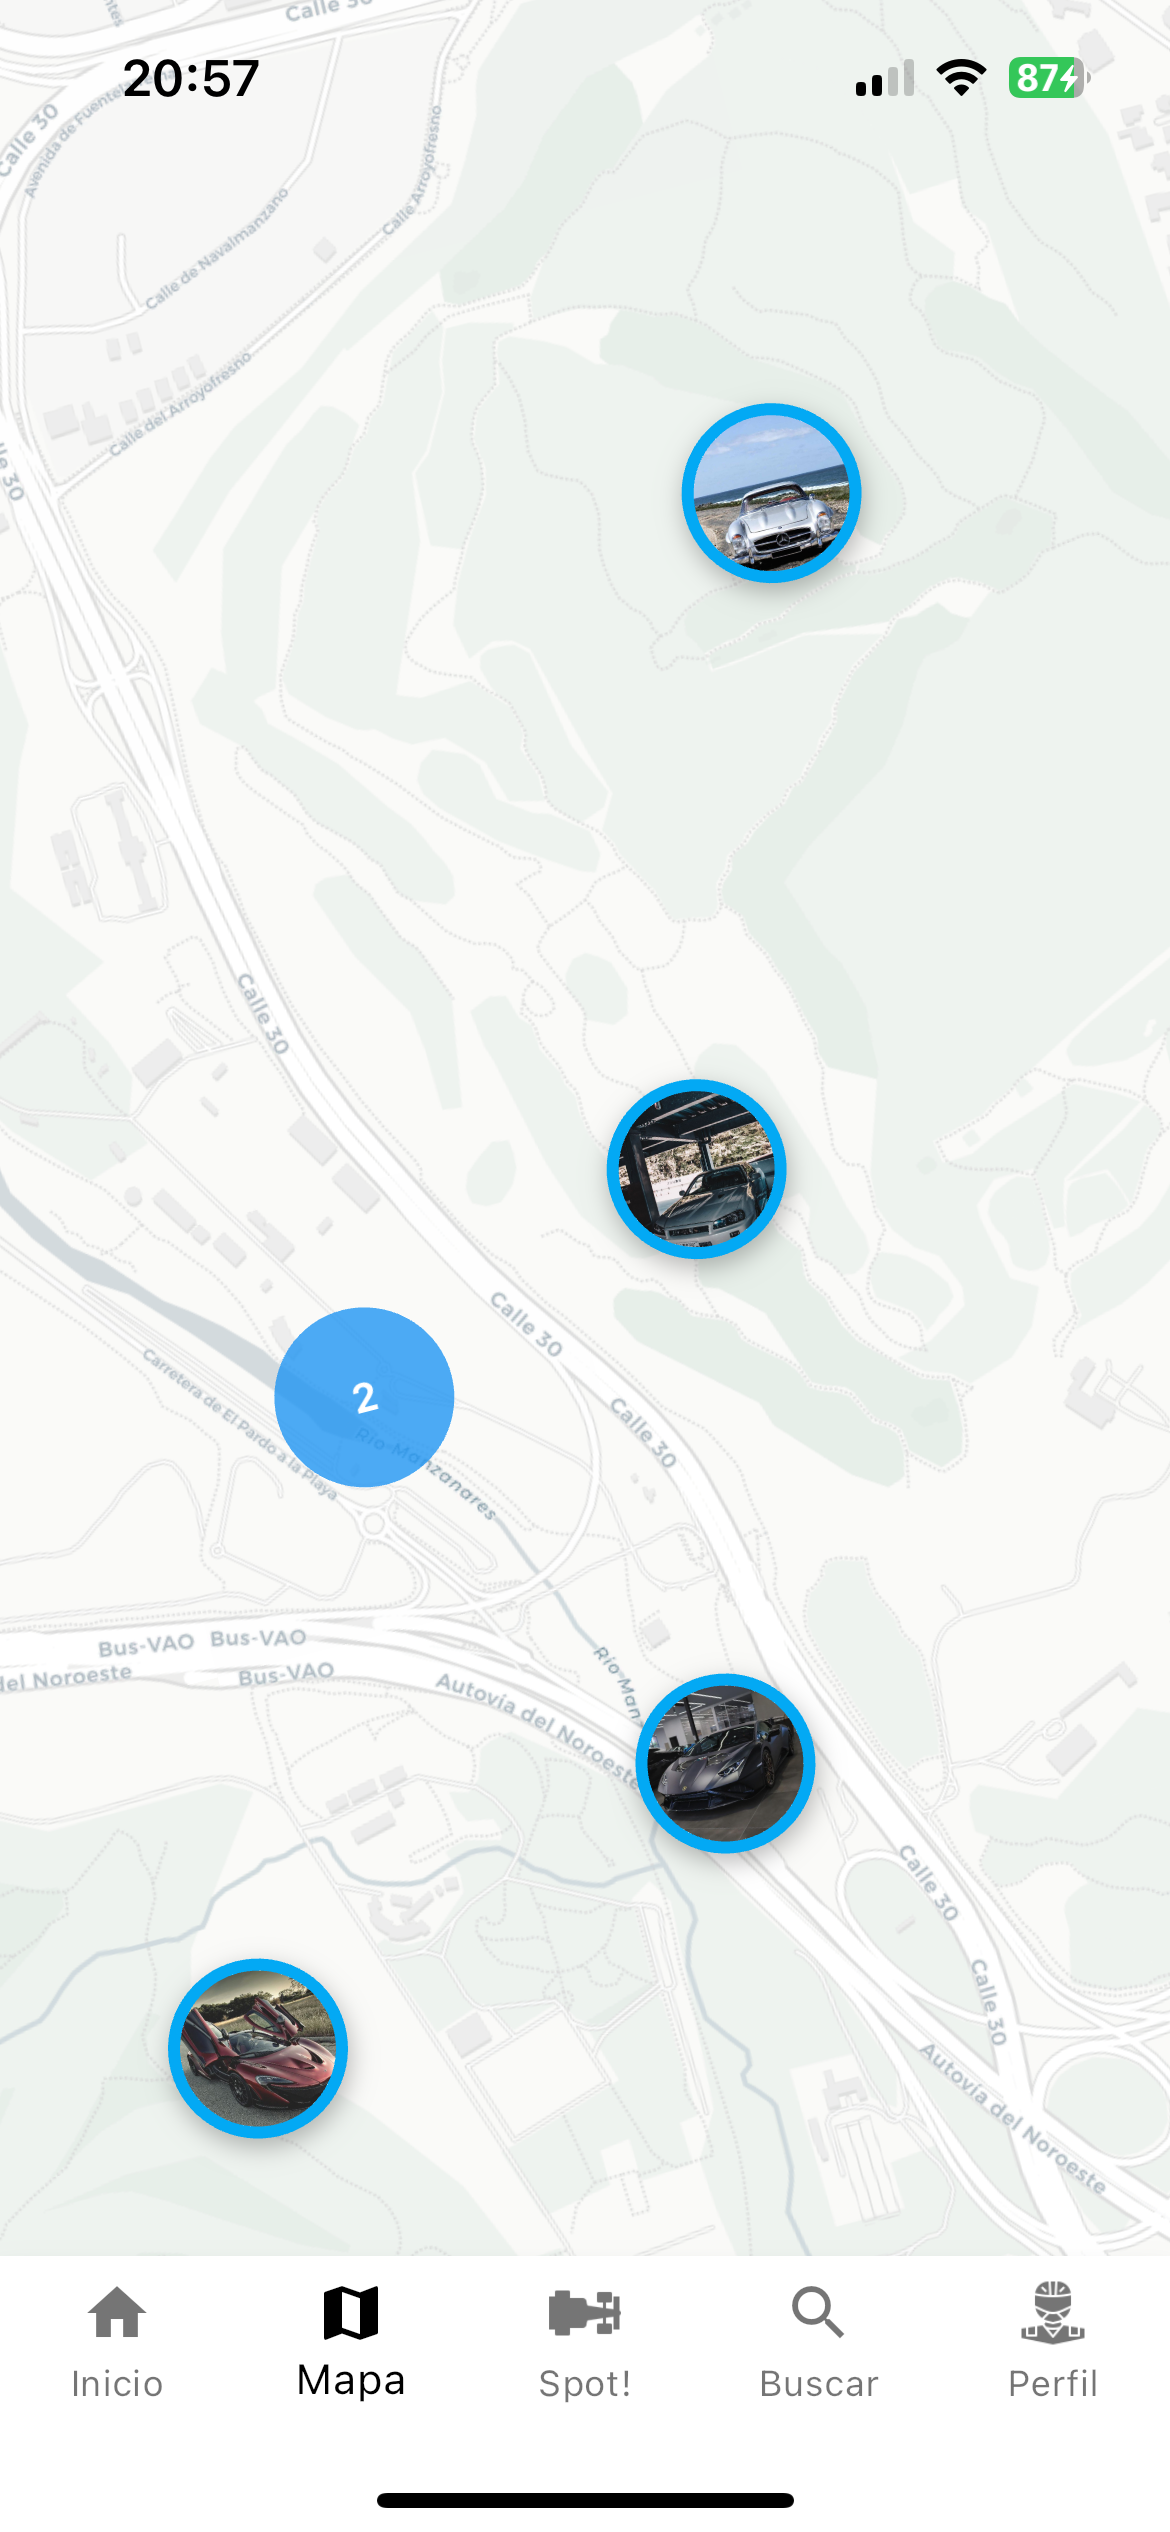 Calle 30
20:57
87
Calle 30
Avenida de Fuentelarreina
Calle Arroyofresno
Calle de Navalmanzano
Calle del Arroyofresno
lle 30
Calle 30
Calle 30
2
Carretera de El Pardo a la Playa
Río Manzanares
Calle 30
Bus-VAO Bus-VAO
del Noroeste
Bus-VAO
Río Man
Autovía del Noroeste
Calle 30
Calle 30
Autovía del Noroeste
Inicio
Mapa
Spot!
Buscar
Perfil